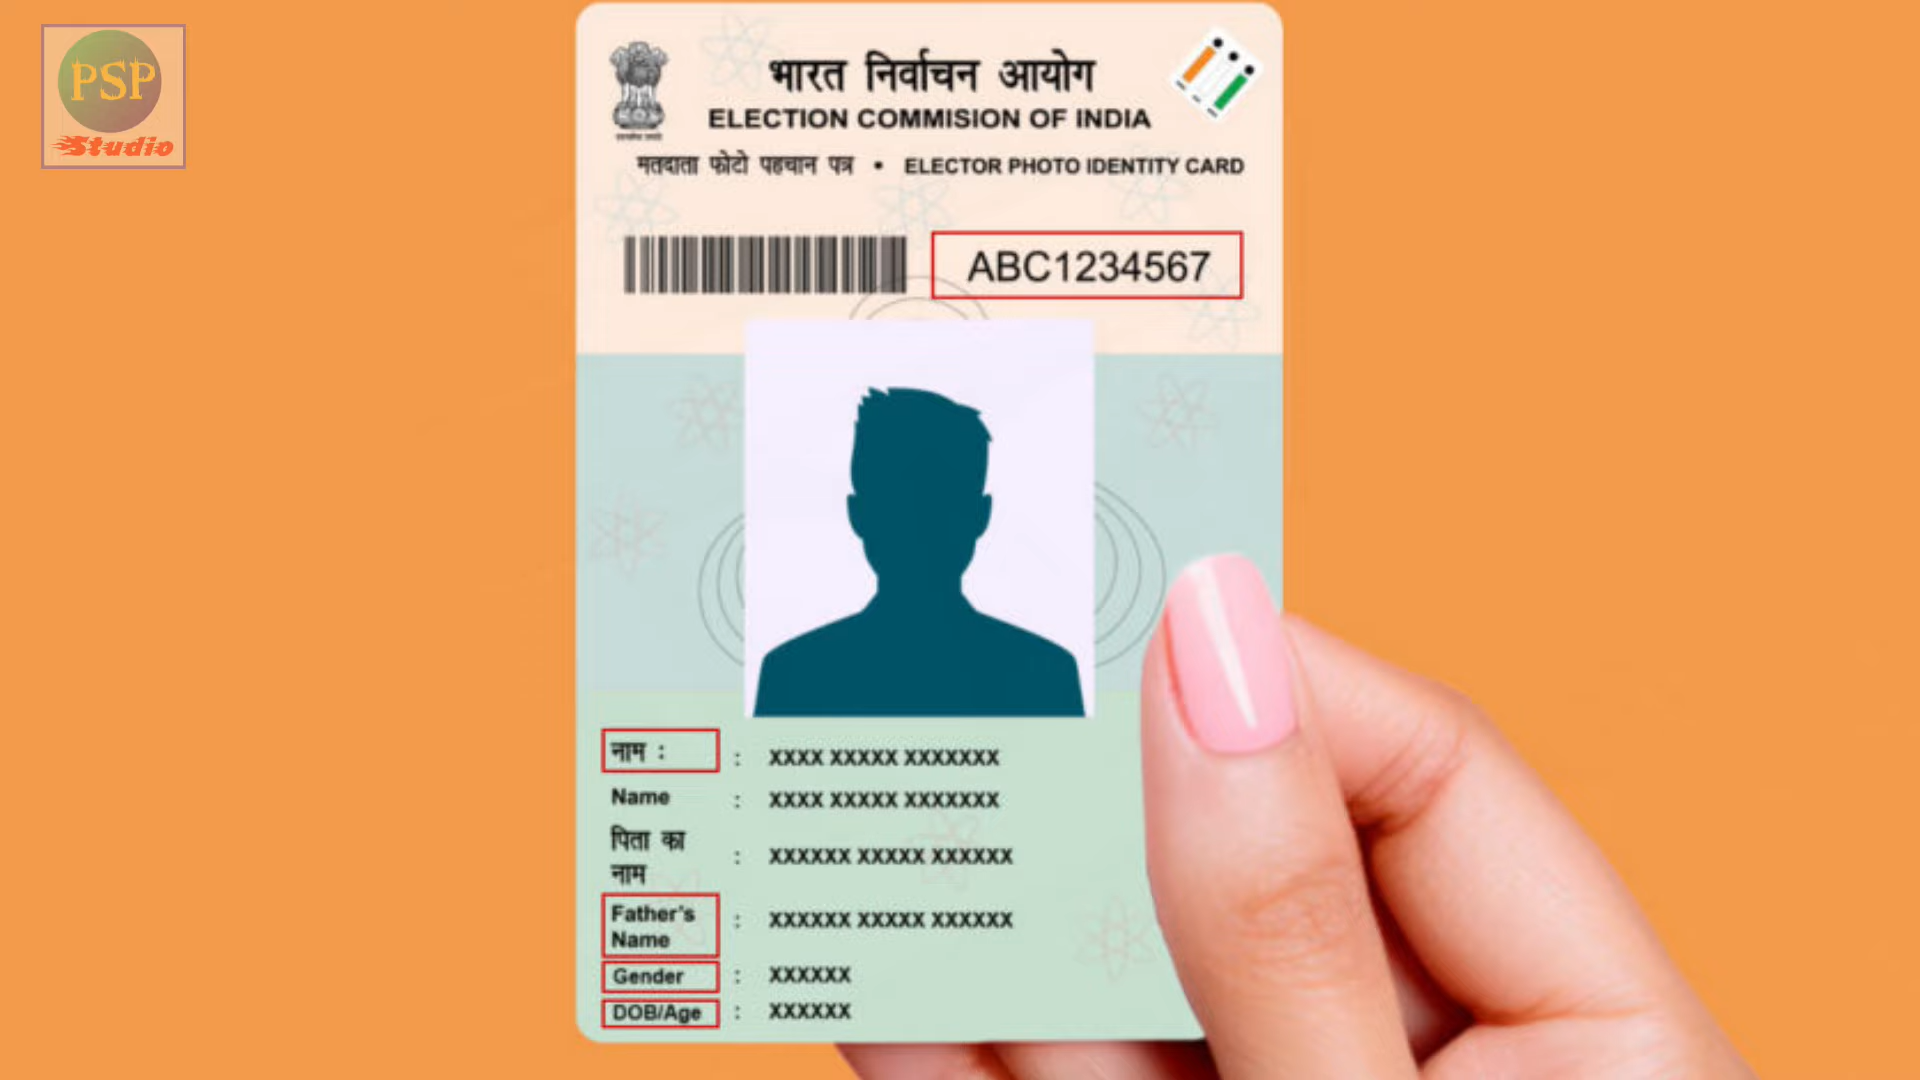 PSP
Studio
भारत निर्वाचन आयोग
ELECTION COMMISION OF INDIA
मतदाता फोटो पहचान पत्र • ELECTOR PHOTO IDENTITY CARD
ABC1234567
नाम : : XXXX XXXXX XXXXXXX
Name : XXXX XXXXX XXXXXXX
पिता का
नाम : XXXXXX XXXXX XXXXXX
Father's
Name : XXXXXX XXXXX XXXXXX
Gender : XXXXXX
DOB/Age : XXXXXX